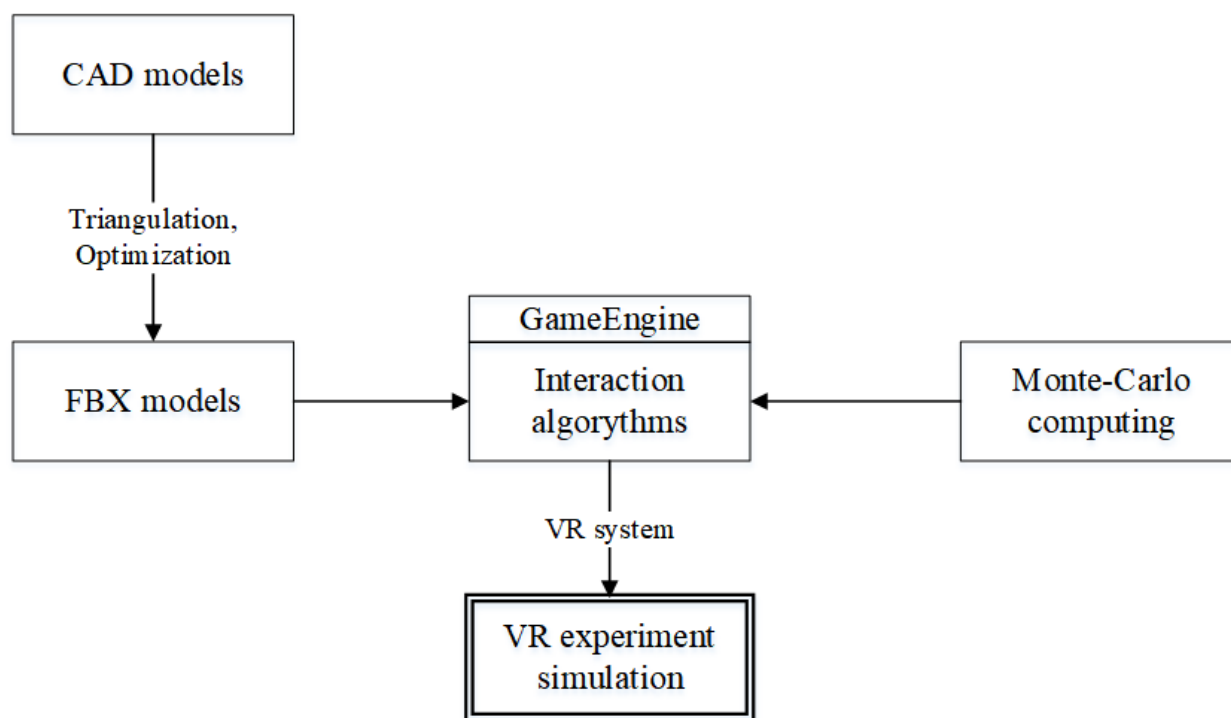 CAD models
Triangulation,
Optimization
GameEngine
FBX models
Interaction
algorythms
Monte-Carlo
computing
VR system
VR experiment
simulation